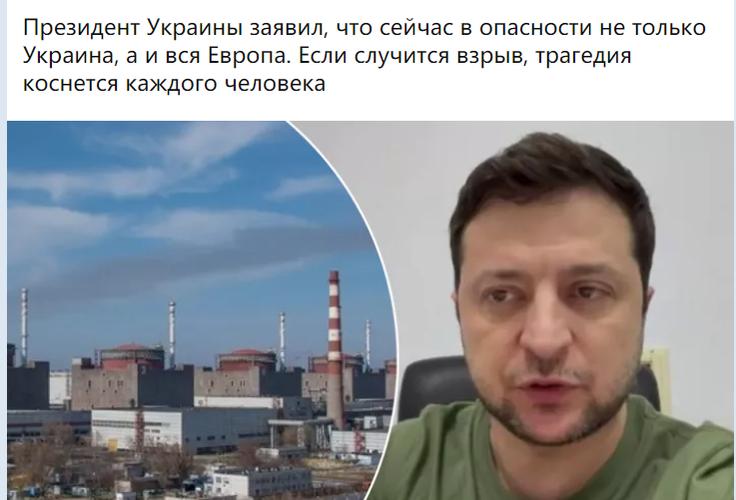 Президент Украины заявил, что сейчас в опасности не только
Украина, а и вся Европа. Если случится взрыв, трагедия
коснется каждого человека